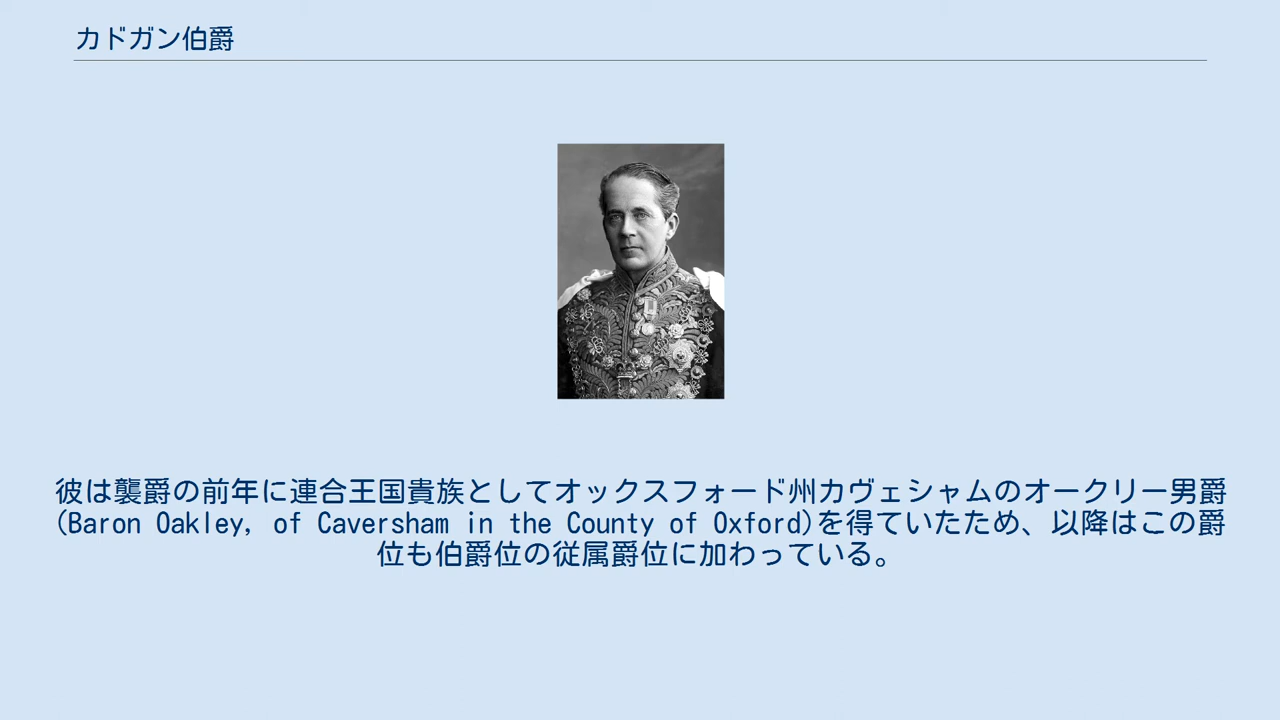 カドガン伯爵
彼は襲爵の前年に連合王国貴族としてオックスフォード州カヴェシャムのオークリー男爵
(Baron Oakley, of Caversham in the County of Oxford)を得ていたため、以降はこの爵
位も伯爵位の従属爵位に加わっている。